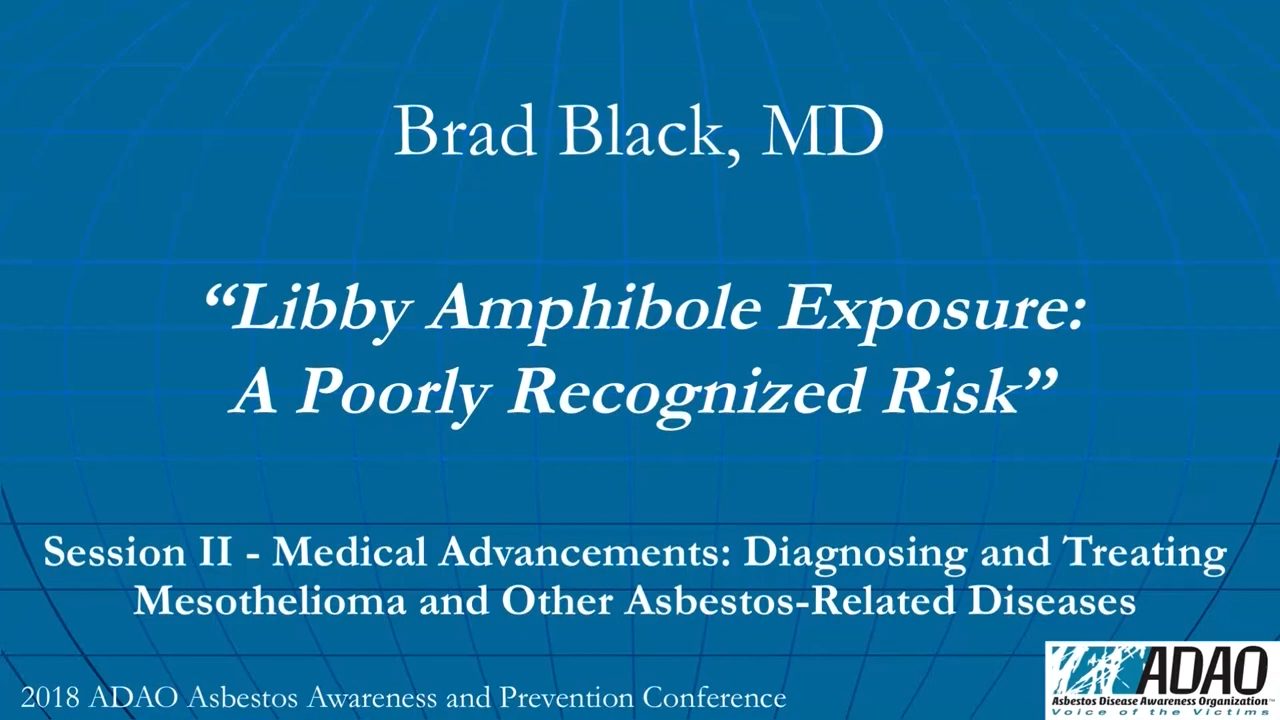 Brad Black, MD
“Libby Amphibole Exposure:
A Poorly Recognized Risk”
Session II - Medical Advancements: Diagnosing and Treating
Mesothelioma and Other Asbestos-Related Diseases
2018 ADAO Asbestos Awareness and Prevention Conference
ADAO
Asbestos Disease Awareness Organization™
Voice of the Victims